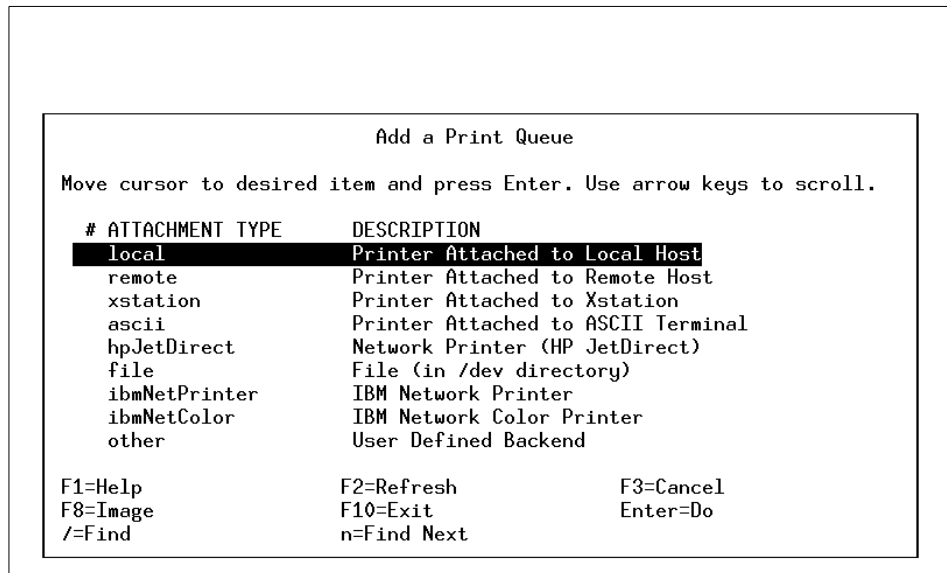 Add a Print Queue
Move cursor to desired item and press Enter. Use arrow keys to scroll.
# ATTACHMENT TYPE DESCRIPTION
local Printer Attached to Local Host
remote Printer Attached to Remote Host
xstation Printer Attached to Xstation
ascii Printer Attached to ASCII Terminal
hpJetDirect Network Printer (HP JetDirect)
file File (in /dev directory)
ibmNetPrinter IBM Network Printer
ibmNetColor IBM Network Color Printer
other User Defined Backend
F1=Help F2=Refresh F3=Cancel
F8=Image F10=Exit Enter=Do
/=Find n=Find Next